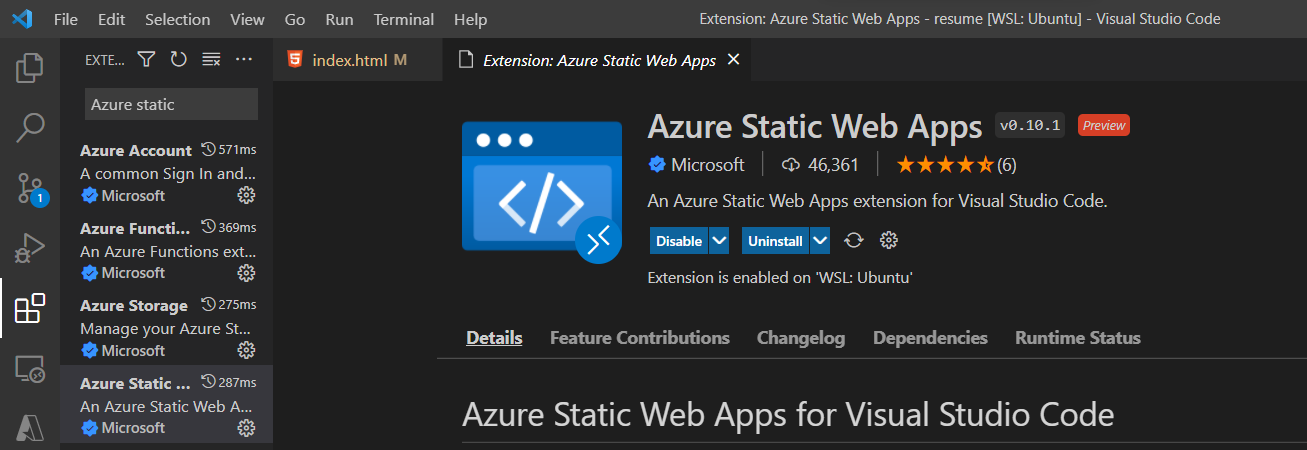 File Edit Selection View Go Run Terminal Help Extension: Azure Static Web Apps - resume [WSL: Ubuntu] - Visual Studio Code
EXTE... ···
index.html M
Extension: Azure Static Web Apps
Azure static
Azure Account 571ms
A common Sign In and...
Microsoft
Azure Functi... 369ms
An Azure Functions ext...
Microsoft
Azure Storage 275ms
Manage your Azure St...
Microsoft
Azure Static ... 287ms
An Azure Static Web A...
Microsoft
1
Azure Static Web Apps v0.10.1 Preview
Microsoft 46,361 (6)
An Azure Static Web Apps extension for Visual Studio Code.
Disable Uninstall
Extension is enabled on 'WSL: Ubuntu'
Details Feature Contributions Changelog Dependencies Runtime Status
Azure Static Web Apps for Visual Studio Code